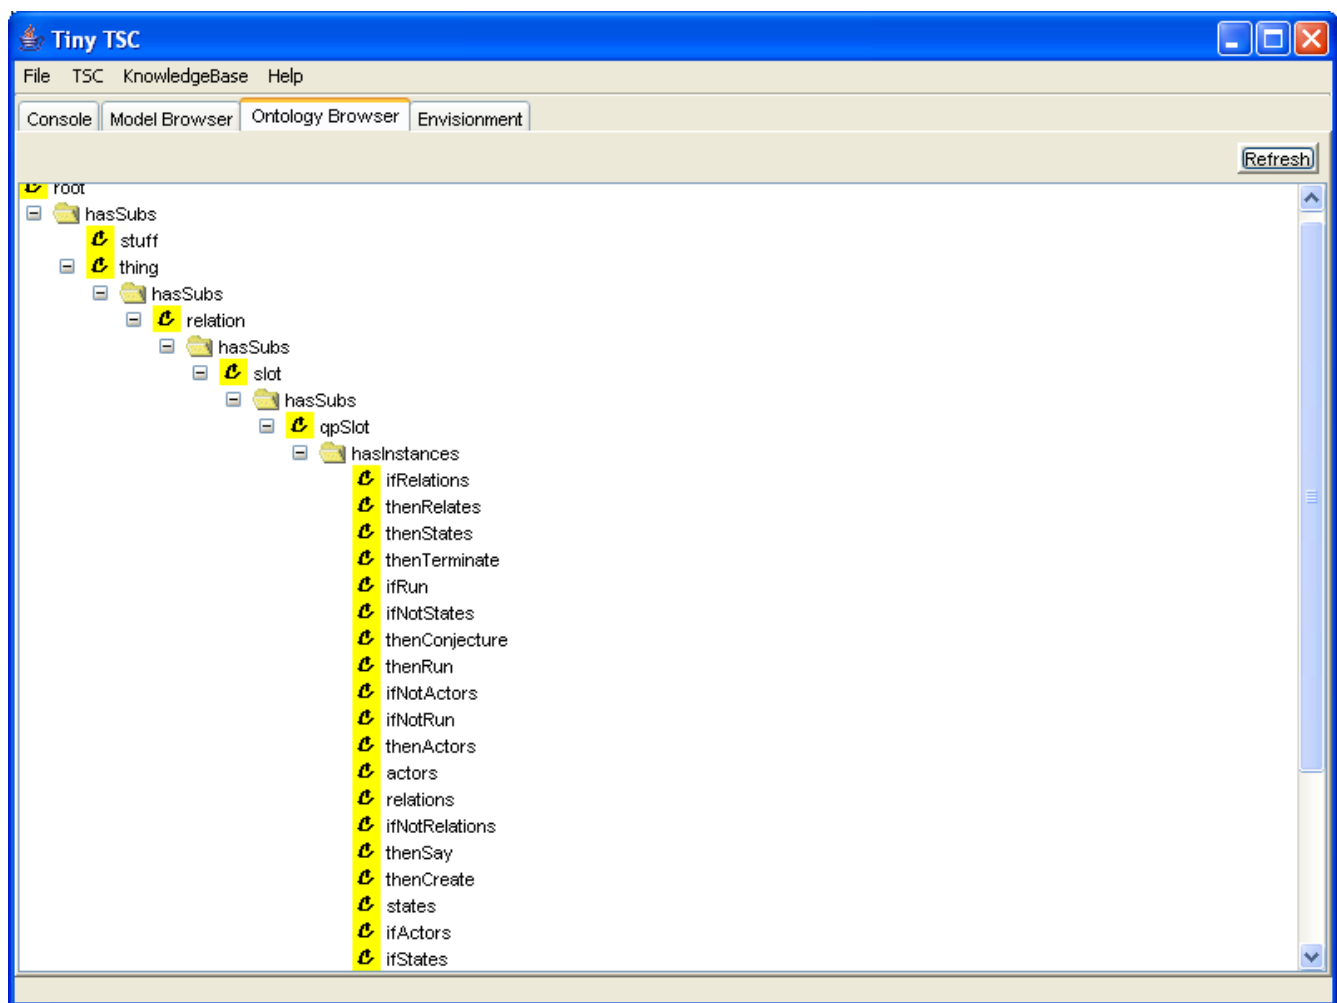 Tiny TSC
File TSC KnowledgeBase Help
Console Model Browser Ontology Browser Envisionment
Refresh
root
hasSubs
stuff
thing
hasSubs
relation
hasSubs
slot
hasSubs
qpSlot
hasInstances
ifRelations
thenRelates
thenStates
thenTerminate
ifRun
ifNotStates
thenConjecture
thenRun
ifNotActors
ifNotRun
thenActors
actors
relations
ifNotRelations
thenSay
thenCreate
states
ifActors
ifStates